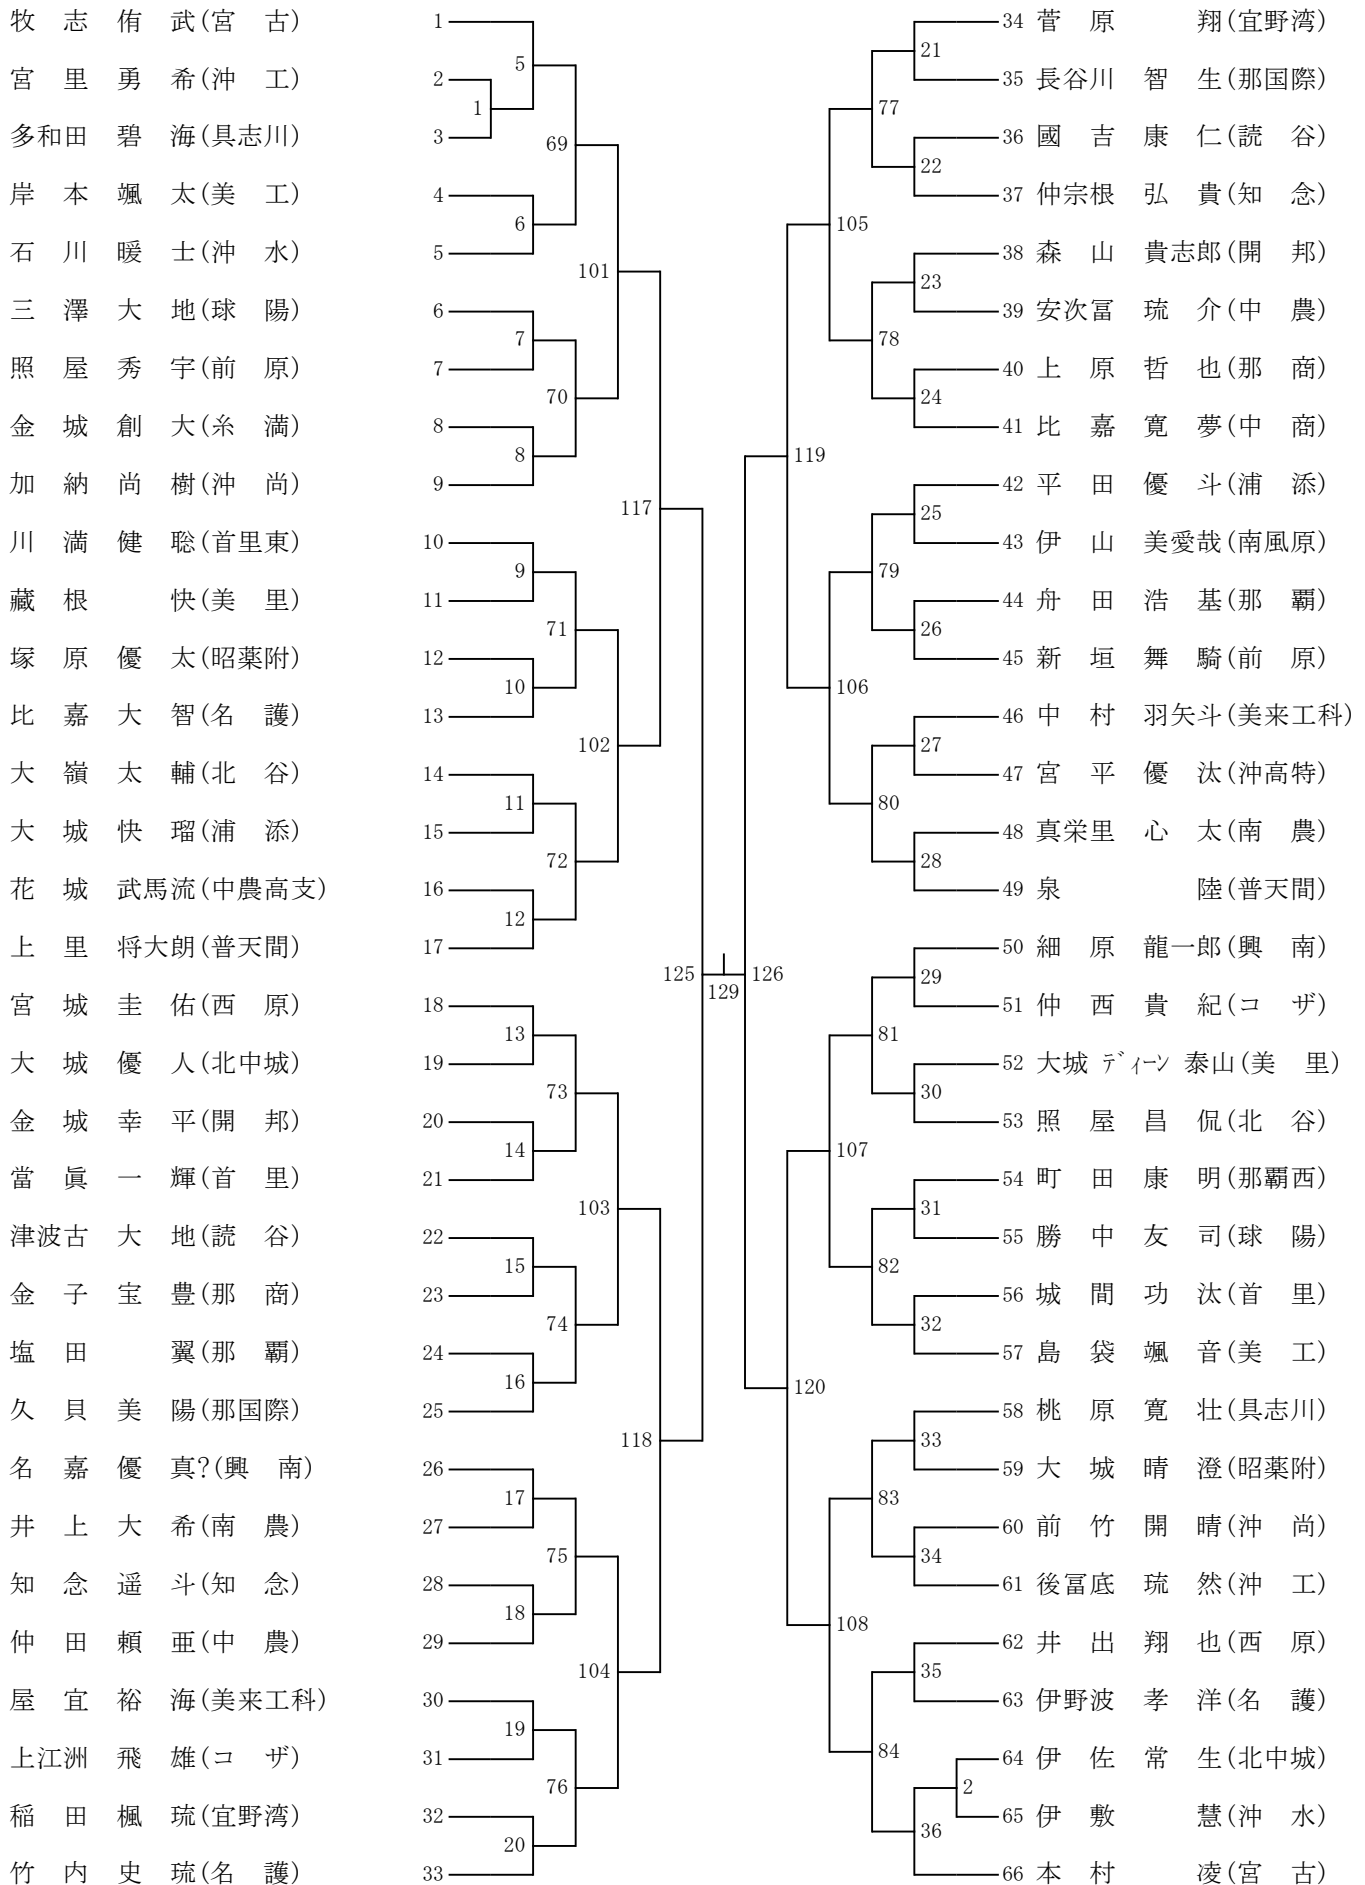 牧 志 侑 武(宮 古) 1
宮 里 勇 希(沖 工) 2
多和田 碧 海(具志川) 3
岸 本 颯 太(美 工) 4
石 川 暖 士(沖 水) 5
三 澤 大 地(球 陽) 6
照 屋 秀 宇(前 原) 7
金 城 創 大(糸 満) 8
加 納 尚 樹(沖 尚) 9
川 満 健 聡(首里東) 10
藏 根 快(美 里) 11
塚 原 優 太(昭薬附) 12
比 嘉 大 智(名 護) 13
大 嶺 太 輔(北 谷) 14
大 城 快 瑠(浦 添) 15
花 城 武馬流(中農高支) 16
上 里 将大朗(普天間) 17
宮 城 圭 佑(西 原) 18
大 城 優 人(北中城) 19
金 城 幸 平(開 邦) 20
當 眞 一 輝(首 里) 21
津波古 大 地(読 谷) 22
金 子 宝 豊(那 商) 23
塩 田 翼(那 覇) 24
久 貝 美 陽(那国際) 25
名 嘉 優 真?(興 南) 26
井 上 大 希(南 農) 27
知 念 遥 斗(知 念) 28
仲 田 頼 亜(中 農) 29
屋 宜 裕 海(美来工科) 30
上江洲 飛 雄(コ ザ) 31
稲 田 楓 琉(宜野湾) 32
竹 内 史 琉(名 護) 33
1
5
6
7
8
9
10
11
12
13
14
15
16
17
18
19
20
69
70
71
72
73
74
75
76
101
102
103
104
117
118
125
129
126
119
120
105
106
107
108
77
78
79
80
81
82
83
84
21
22
23
24
25
26
27
28
29
30
31
32
33
34
35
36
2
34 菅 原 翔(宜野湾)
35 長谷川 智 生(那国際)
36 國 吉 康 仁(読 谷)
37 仲宗根 弘 貴(知 念)
38 森 山 貴志郎(開 邦)
39 安次冨 琉 介(中 農)
40 上 原 哲 也(那 商)
41 比 嘉 寛 夢(中 商)
42 平 田 優 斗(浦 添)
43 伊 山 美愛哉(南風原)
44 舟 田 浩 基(那 覇)
45 新 垣 舞 騎(前 原)
46 中 村 羽矢斗(美来工科)
47 宮 平 優 汰(沖高特)
48 真栄里 心 太(南 農)
49 泉 陸(普天間)
50 細 原 龍一郎(興 南)
51 仲 西 貴 紀(コ ザ)
52 大城 ディーン 泰山(美 里)
53 照 屋 昌 侃(北 谷)
54 町 田 康 明(那覇西)
55 勝 中 友 司(球 陽)
56 城 間 功 汰(首 里)
57 島 袋 颯 音(美 工)
58 桃 原 寛 壮(具志川)
59 大 城 晴 澄(昭薬附)
60 前 竹 開 晴(沖 尚)
61 後冨底 琉 然(沖 工)
62 井 出 翔 也(西 原)
63 伊野波 孝 洋(名 護)
64 伊 佐 常 生(北中城)
65 伊 敷 慧(沖 水)
66 本 村 凌(宮 古)